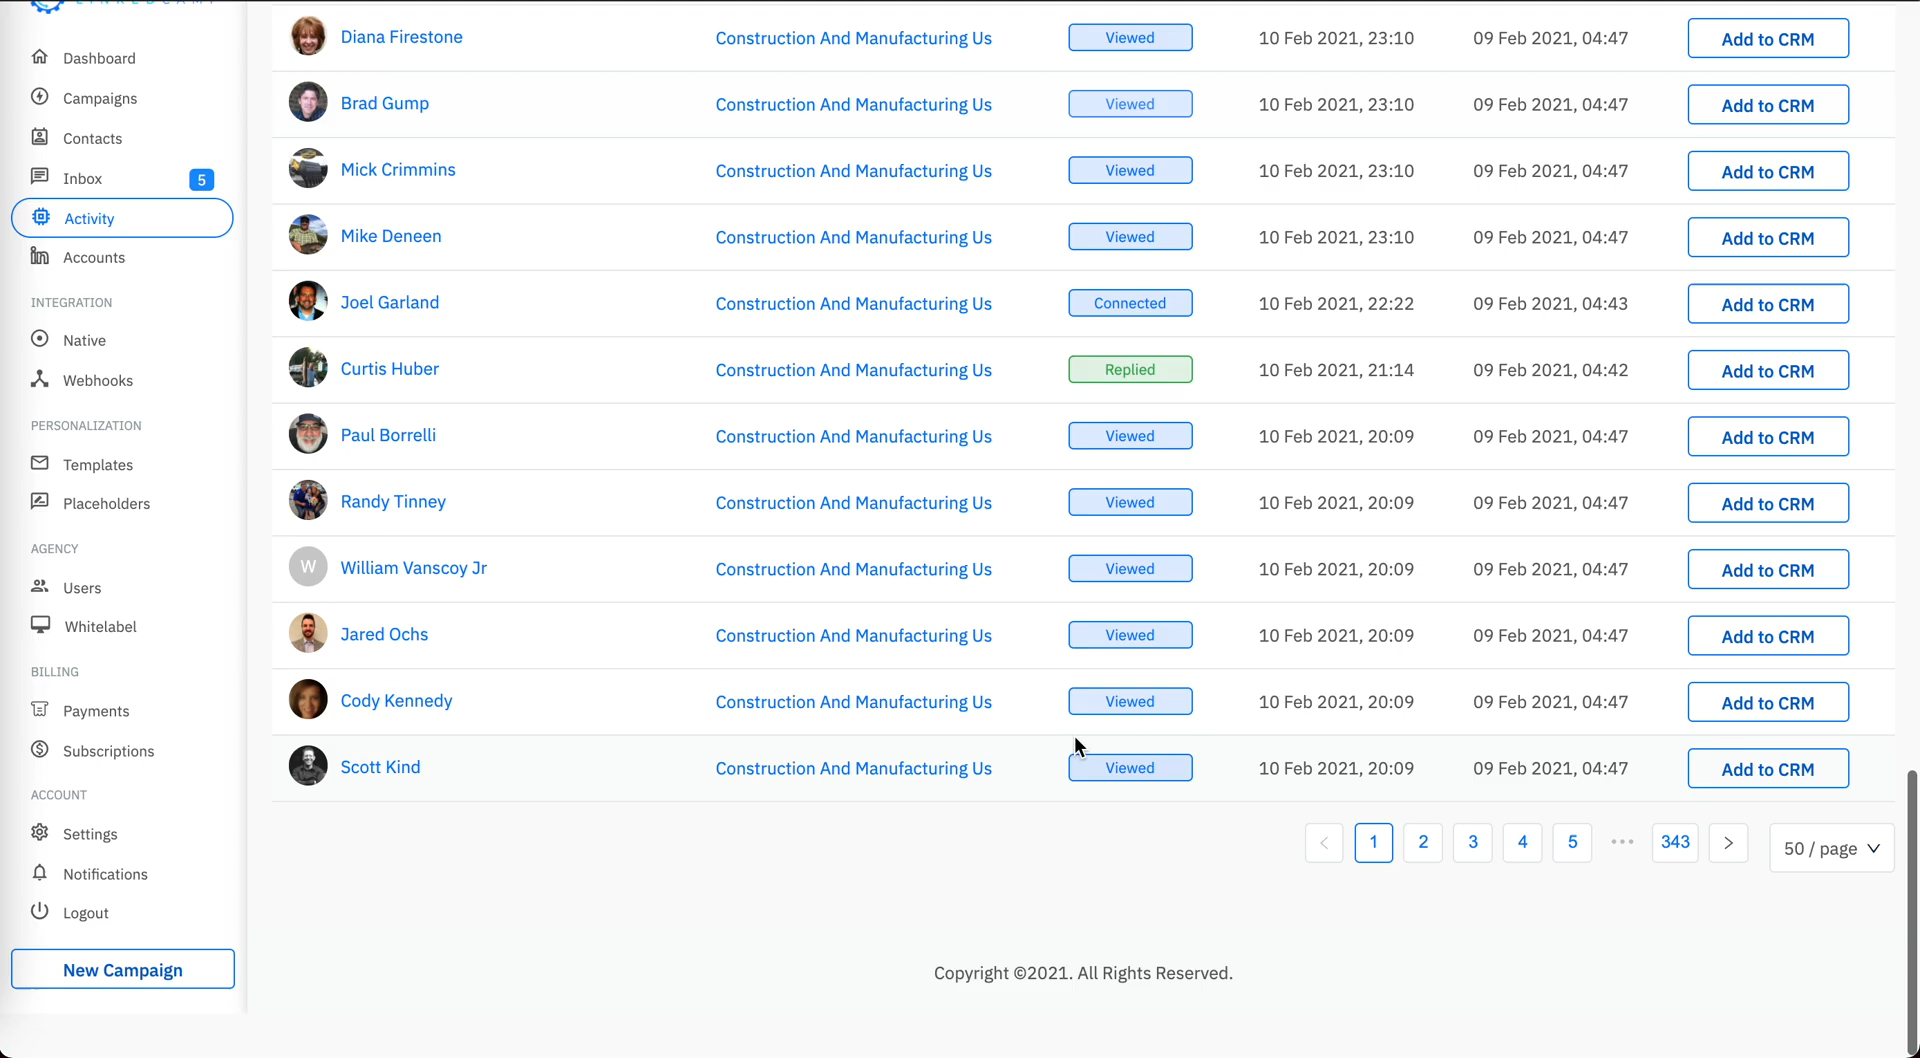 Dashboard
Campaigns
Contacts
Inbox 5
Activity
Accounts
INTEGRATION
Native
Webhooks
PERSONALIZATION
Templates
Placeholders
AGENCY
Users
Whitelabel
BILLING
Payments
Subscriptions
ACCOUNT
Settings
Notifications
Logout
New Campaign
Diana Firestone Construction And Manufacturing Us Viewed 10 Feb 2021, 23:10 09 Feb 2021, 04:47 Add to CRM
Brad Gump Construction And Manufacturing Us Viewed 10 Feb 2021, 23:10 09 Feb 2021, 04:47 Add to CRM
Mick Crimmins Construction And Manufacturing Us Viewed 10 Feb 2021, 23:10 09 Feb 2021, 04:47 Add to CRM
Mike Deneen Construction And Manufacturing Us Viewed 10 Feb 2021, 23:10 09 Feb 2021, 04:47 Add to CRM
Joel Garland Construction And Manufacturing Us Connected 10 Feb 2021, 22:22 09 Feb 2021, 04:43 Add to CRM
Curtis Huber Construction And Manufacturing Us Replied 10 Feb 2021, 21:14 09 Feb 2021, 04:42 Add to CRM
Paul Borrelli Construction And Manufacturing Us Viewed 10 Feb 2021, 20:09 09 Feb 2021, 04:47 Add to CRM
Randy Tinney Construction And Manufacturing Us Viewed 10 Feb 2021, 20:09 09 Feb 2021, 04:47 Add to CRM
W William Vanscoy Jr Construction And Manufacturing Us Viewed 10 Feb 2021, 20:09 09 Feb 2021, 04:47 Add to CRM
Jared Ochs Construction And Manufacturing Us Viewed 10 Feb 2021, 20:09 09 Feb 2021, 04:47 Add to CRM
Cody Kennedy Construction And Manufacturing Us Viewed 10 Feb 2021, 20:09 09 Feb 2021, 04:47 Add to CRM
Scott Kind Construction And Manufacturing Us Viewed 10 Feb 2021, 20:09 09 Feb 2021, 04:47 Add to CRM
< 1 2 3 4 5 ••• 343 > 50 / page
Copyright ©2021. All Rights Reserved.